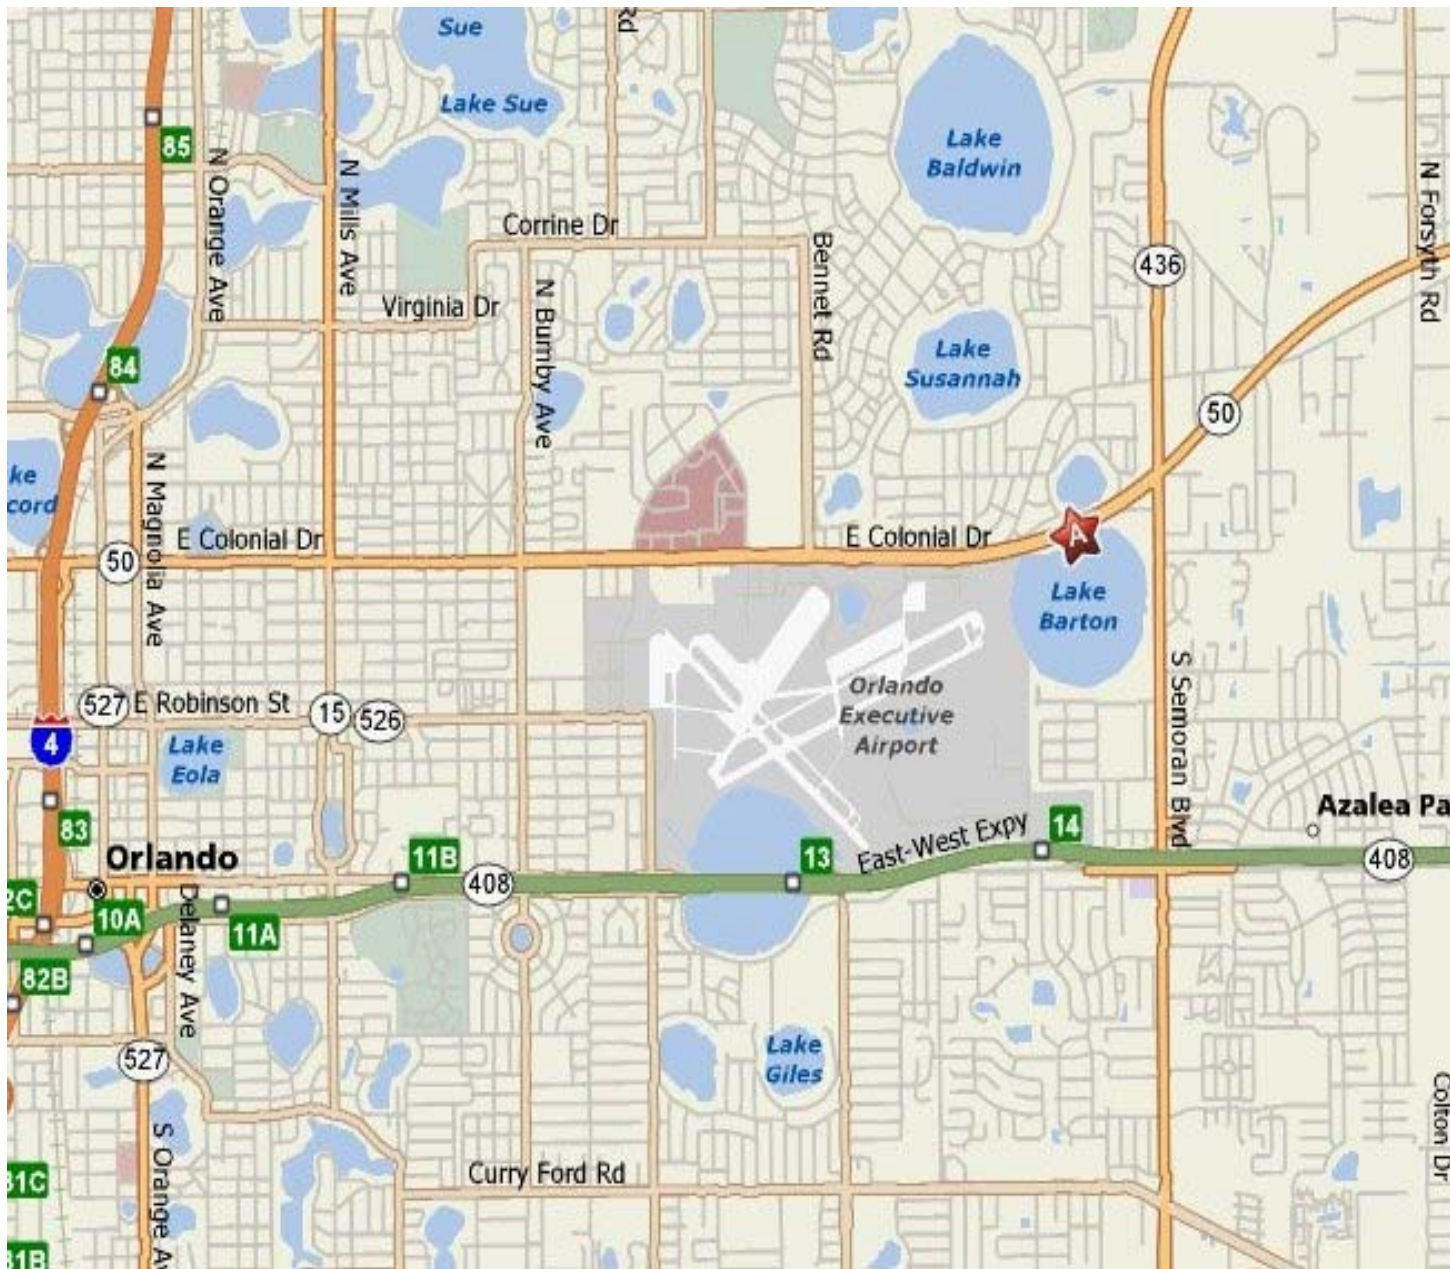 Sue
Rd
Lake Sue
85
Lake
Baldwin
N Orange Ave
N Mills Ave
N Forsyth Rd
Corrine Dr
Bennet Rd
436
Virginia Dr
N Bumby Ave
84
Lake
Susannah
50
N Magnolia Ave
ke
cord
E Colonial Dr
E Colonial Dr
A
50
Lake
Barton
S Semoran Blvd
527
E Robinson St
15
526
Orlando
Executive
Airport
4
Lake
Eola
83
Azalea Pa
Orlando
11B
13
East-West Expy
14
408
408
2C
10A
11A
Delaney Ave
82B
527
Lake
Giles
Colton Dr
S Orange Av
31C
Curry Ford Rd
31B